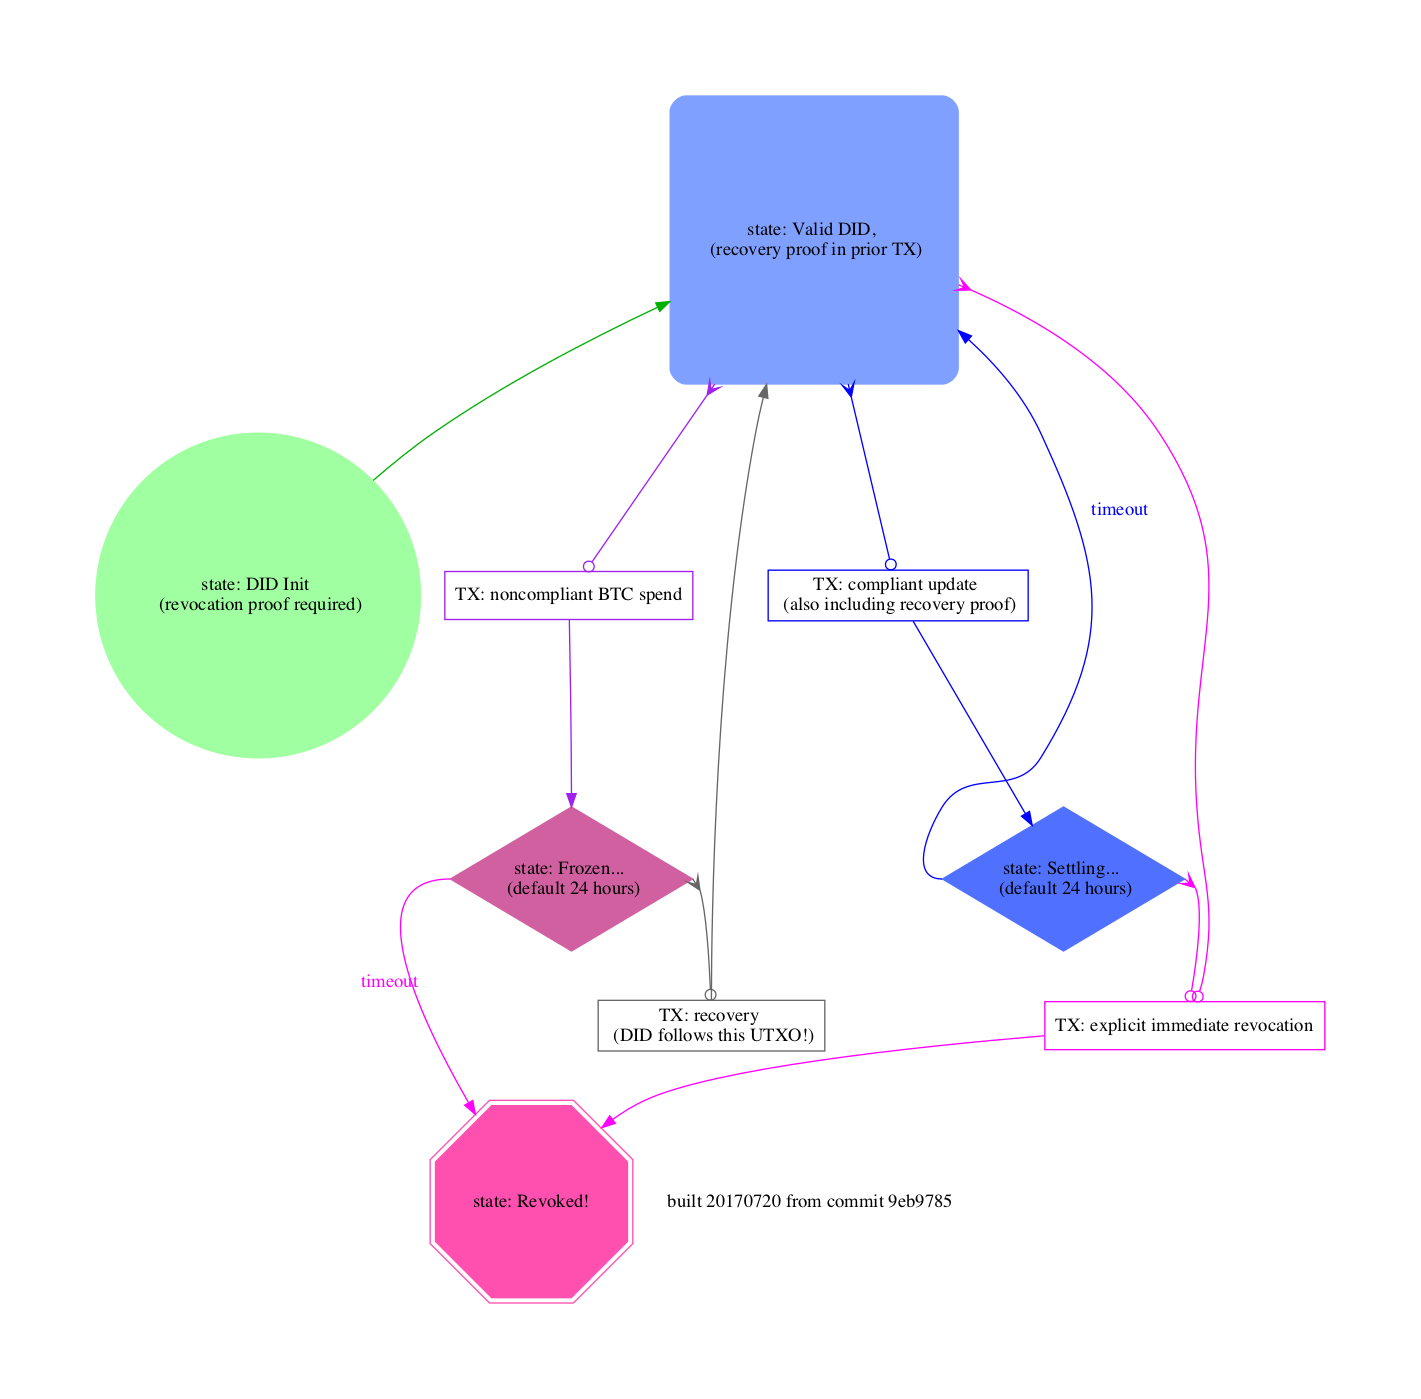 state: Valid DID,
(recovery proof in prior TX)
timeout
state: DID Init
(revocation proof required)
TX: noncompliant BTC spend
TX: compliant update
(also including recovery proof)
state: Frozen...
(default 24 hours)
state: Settling...
(default 24 hours)
timeout
TX: recovery
(DID follows this UTXO!)
TX: explicit immediate revocation
state: Revoked!
built 20170720 from commit 9eb9785